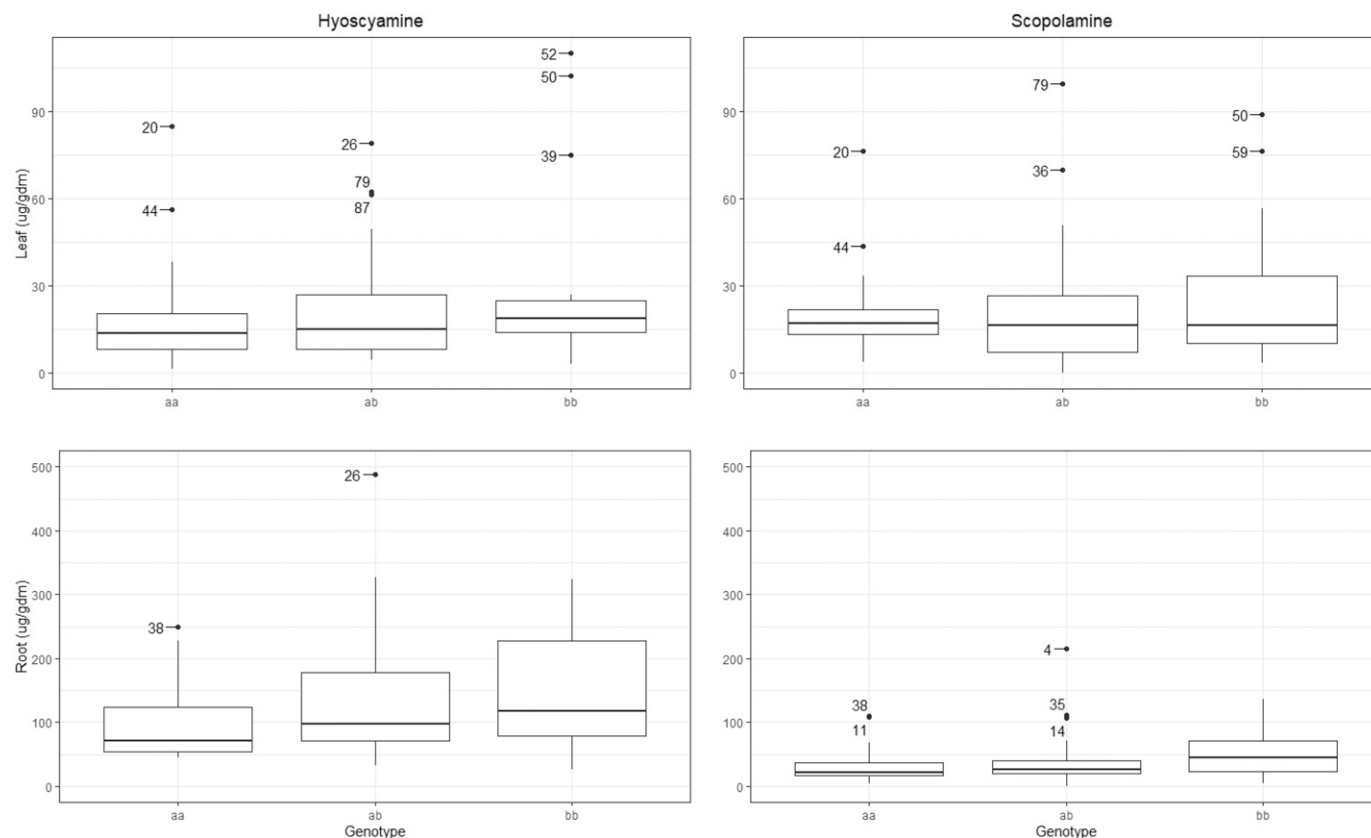 Hyoscyamine
Scopolamine
Leaf (ug/gdm)
90
60
30
0
20
44
26
79
87
52
50
39
aa
ab
bb
90
60
30
0
20
44
79
36
50
59
aa
ab
bb
Root (ug/gdm)
500
400
300
200
100
0
38
26
aa
ab
bb
Genotype
500
400
300
200
100
0
38
11
4
35
14
aa
ab
bb
Genotype